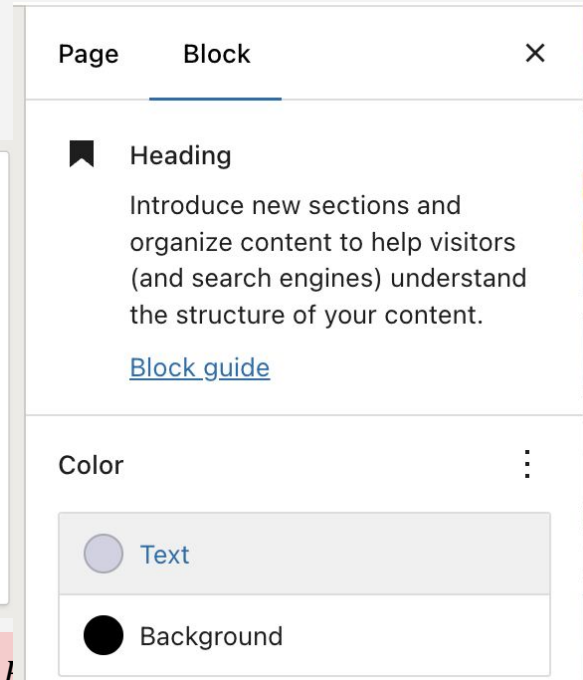 Page Block
Heading
Introduce new sections and
organize content to help visitors
(and search engines) understand
the structure of your content.
Block guide
Color
Text
Background